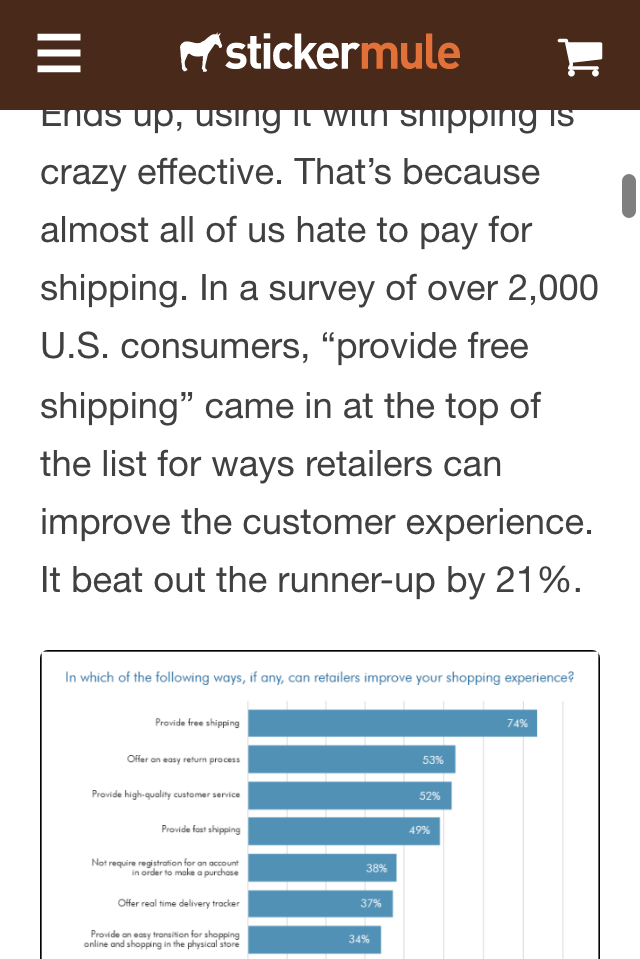 stickermule
Ends up, using it with shipping is
crazy effective. That’s because
almost all of us hate to pay for
shipping. In a survey of over 2,000
U.S. consumers, “provide free
shipping” came in at the top of
the list for ways retailers can
improve the customer experience.
It beat out the runner-up by 21%.
In which of the following ways, if any, can retailers improve your shopping experience?
Provide free shipping 74%
Offer an easy return process 53%
Provide high-quality customer service 52%
Provide fast shipping 49%
Not require registration for an account
in order to make a purchase 38%
Offer real time delivery tracker 37%
Provide an easy transition for shopping
online and shopping in the physical store 34%